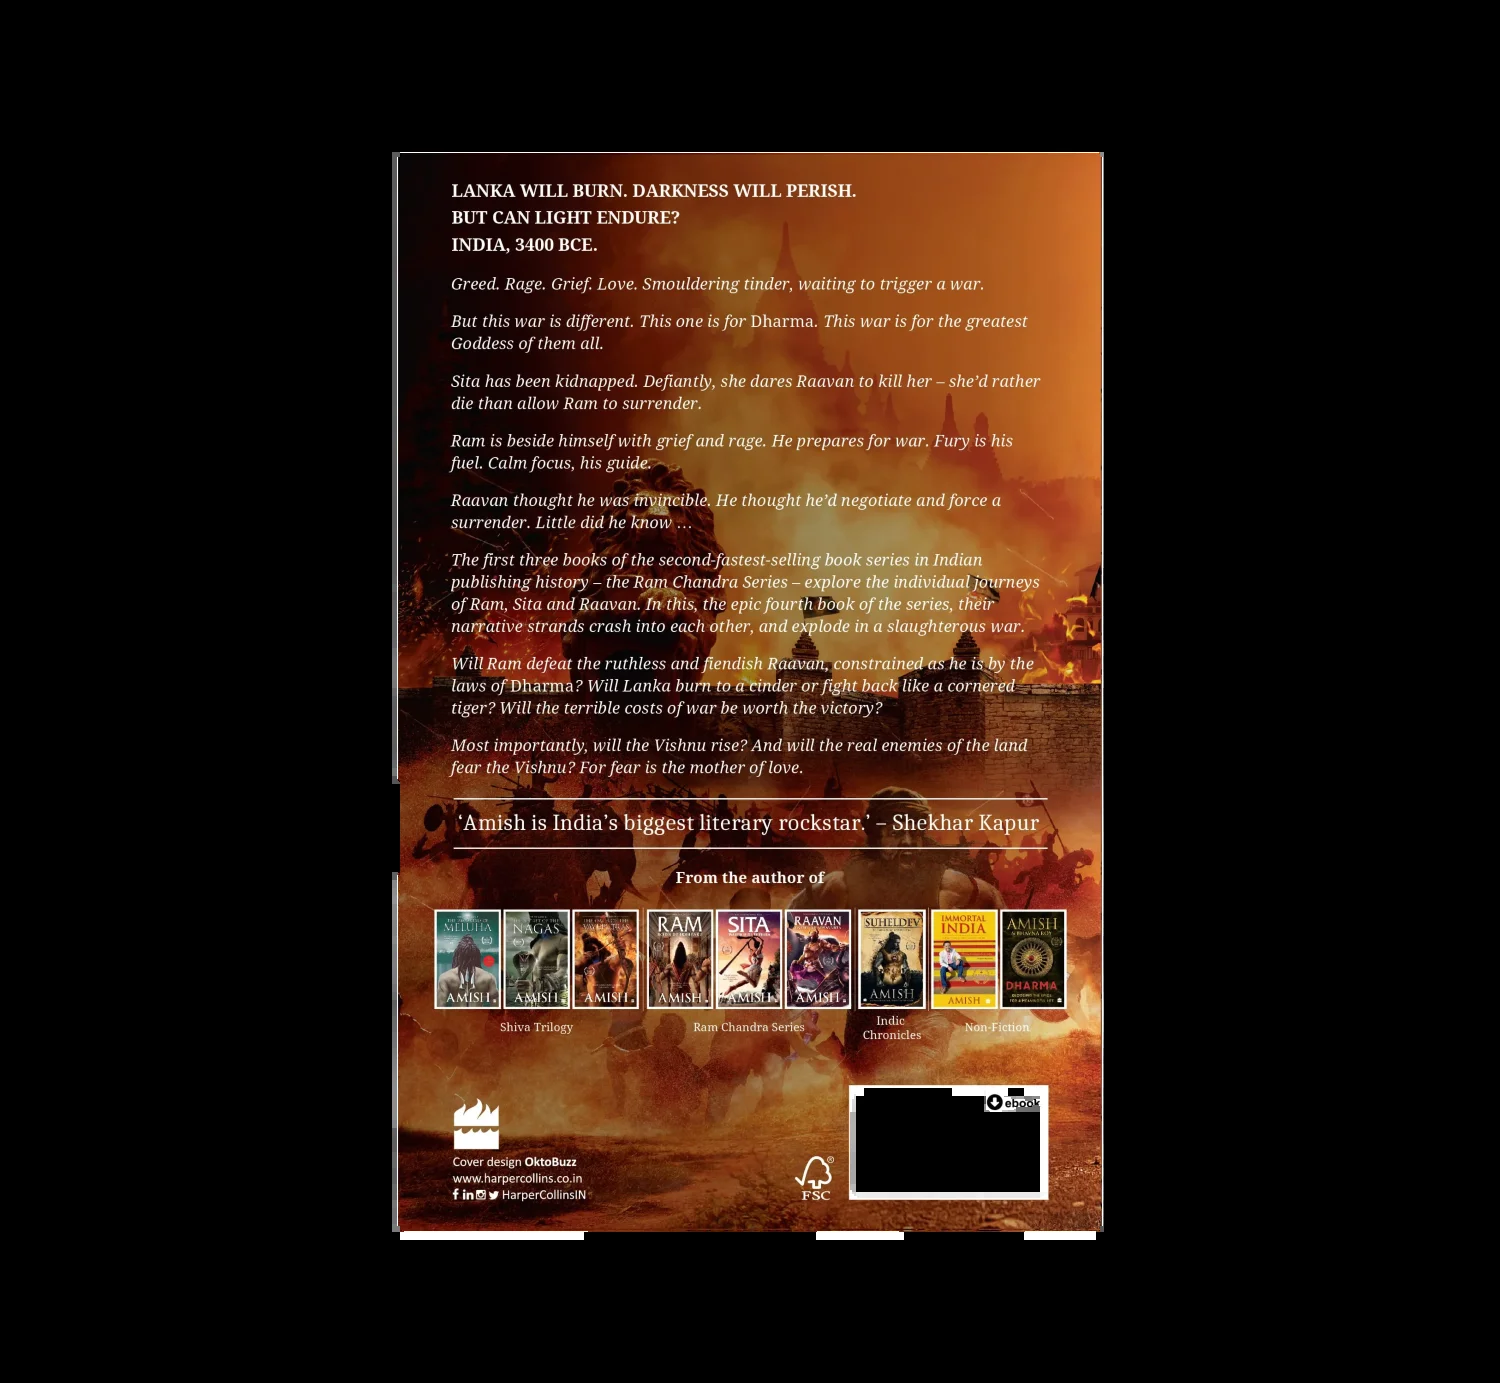 LANKA WILL BURN. DARKNESS WILL PERISH.
BUT CAN LIGHT ENDURE?
INDIA, 3400 BCE.
Greed. Rage. Grief. Love. Smouldering tinder, waiting to trigger a war.
But this war is different. This one is for Dharma. This war is for the greatest
Goddess of them all.
Sita has been kidnapped. Defiantly, she dares Raavan to kill her – she’d rather
die than allow Ram to surrender.
Ram is beside himself with grief and rage. He prepares for war. Fury is his
fuel. Calm focus, his guide.
Raavan thought he was invincible. He thought he’d negotiate and force a
surrender. Little did he know …
The first three books of the second-fastest-selling book series in Indian
publishing history – the Ram Chandra Series – explore the individual journeys
of Ram, Sita and Raavan. In this, the epic fourth book of the series, their
narrative strands crash into each other, and explode in a slaughterous war.
Will Ram defeat the ruthless and fiendish Raavan, constrained as he is by the
laws of Dharma? Will Lanka burn to a cinder or fight back like a cornered
tiger? Will the terrible costs of war be worth the victory?
Most importantly, will the Vishnu rise? And will the real enemies of the land
fear the Vishnu? For fear is the mother of love.
‘Amish is India’s biggest literary rockstar.’ – Shekhar Kapur
From the author of
MELUHA
AMISH
NAGAS
AMISH
AMISH
RAM
AMISH
SITA
AMISH
RAAVAN
AMISH
SUHELDEV
AMISH
IMMORTAL
INDIA
AMISH
AMISH
DHARMA
Shiva Trilogy
Ram Chandra Series
Indic
Chronicles
Non-Fiction
Cover design OktoBuzz
www.harpercollins.co.in
HarperCollinsIN
FSC
ebook